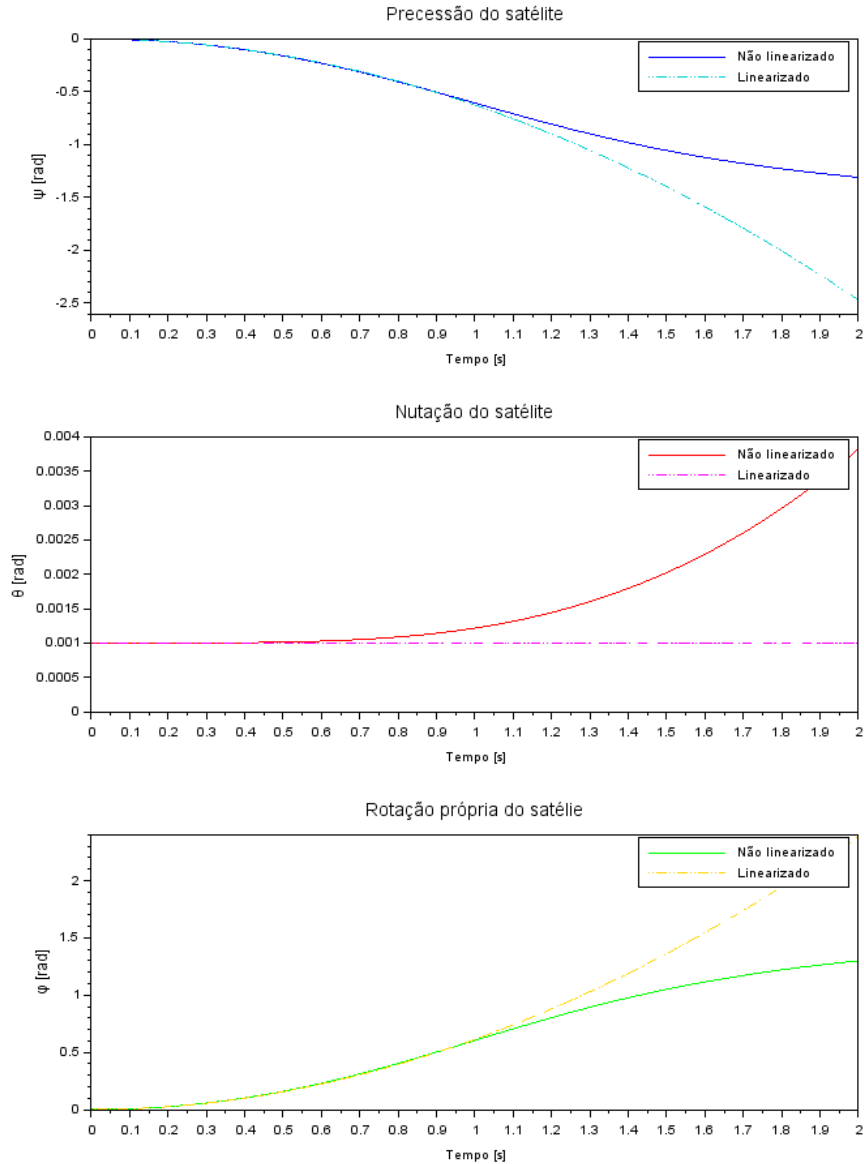 Precessão do satélite
0
-0.5
-1
-1.5
-2
-2.5
ψ [rad]
Não linearizado
Linearizado
0 0.1 0.2 0.3 0.4 0.5 0.6 0.7 0.8 0.9 1 1.1 1.2 1.3 1.4 1.5 1.6 1.7 1.8 1.9 2
Tempo [s]
Nutação do satélite
0.004
0.0035
0.003
0.0025
0.002
0.0015
0.001
0.0005
0
θ [rad]
Não linearizado
Linearizado
0 0.1 0.2 0.3 0.4 0.5 0.6 0.7 0.8 0.9 1 1.1 1.2 1.3 1.4 1.5 1.6 1.7 1.8 1.9 2
Tempo [s]
Rotação própria do satélie
2
1.5
1
0.5
0
φ [rad]
Não linearizado
Linearizado
0 0.1 0.2 0.3 0.4 0.5 0.6 0.7 0.8 0.9 1 1.1 1.2 1.3 1.4 1.5 1.6 1.7 1.8 1.9 2
Tempo [s]